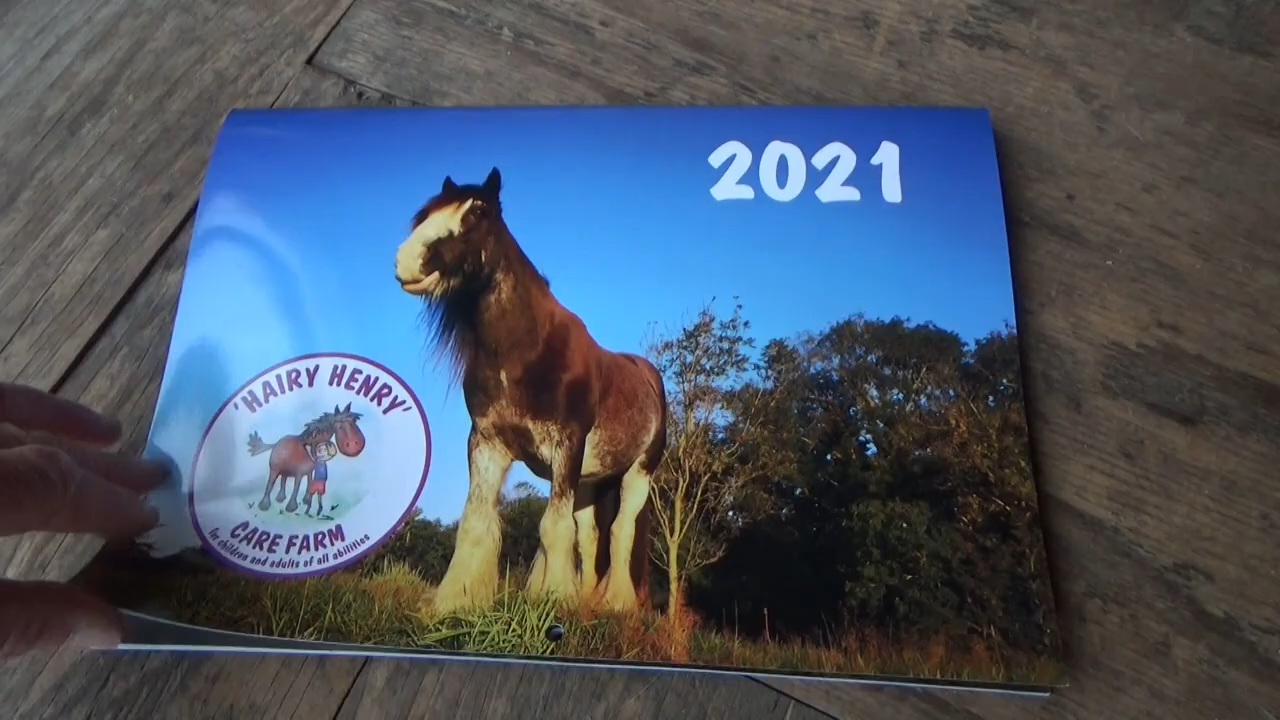 2021
'HAIRY HENRY'
CARE FARM
for children and adults of all abilities